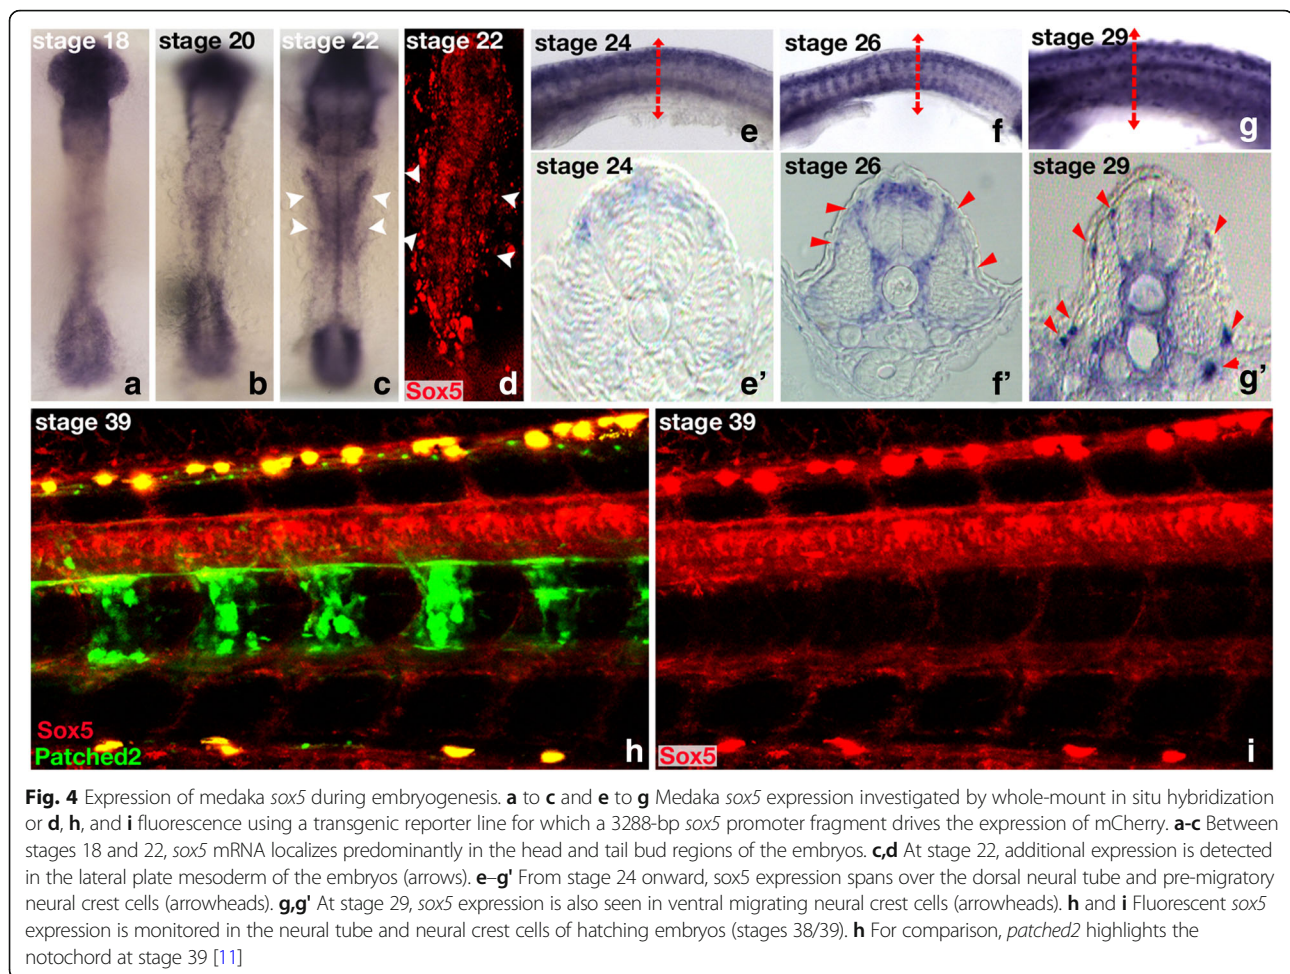 stage 18
stage 20
stage 22
stage 22
stage 24
stage 26
stage 29
a
b
c
d
Sox5
e
f
g
stage 24
stage 26
stage 29
e'
f'
g'
stage 39
Sox5
Patched2
h
stage 39
Sox5
i
Fig. 4 Expression of medaka sox5 during embryogenesis. a to c and e to g Medaka sox5 expression investigated by whole-mount in situ hybridization
or d, h, and i fluorescence using a transgenic reporter line for which a 3288-bp sox5 promoter fragment drives the expression of mCherry. a-c Between
stages 18 and 22, sox5 mRNA localizes predominantly in the head and tail bud regions of the embryos. c,d At stage 22, additional expression is detected
in the lateral plate mesoderm of the embryos (arrows). e–g' From stage 24 onward, sox5 expression spans over the dorsal neural tube and pre-migratory
neural crest cells (arrowheads). g,g' At stage 29, sox5 expression is also seen in ventral migrating neural crest cells (arrowheads). h and i Fluorescent sox5
expression is monitored in the neural tube and neural crest cells of hatching embryos (stages 38/39). h For comparison, patched2 highlights the
notochord at stage 39 [11]